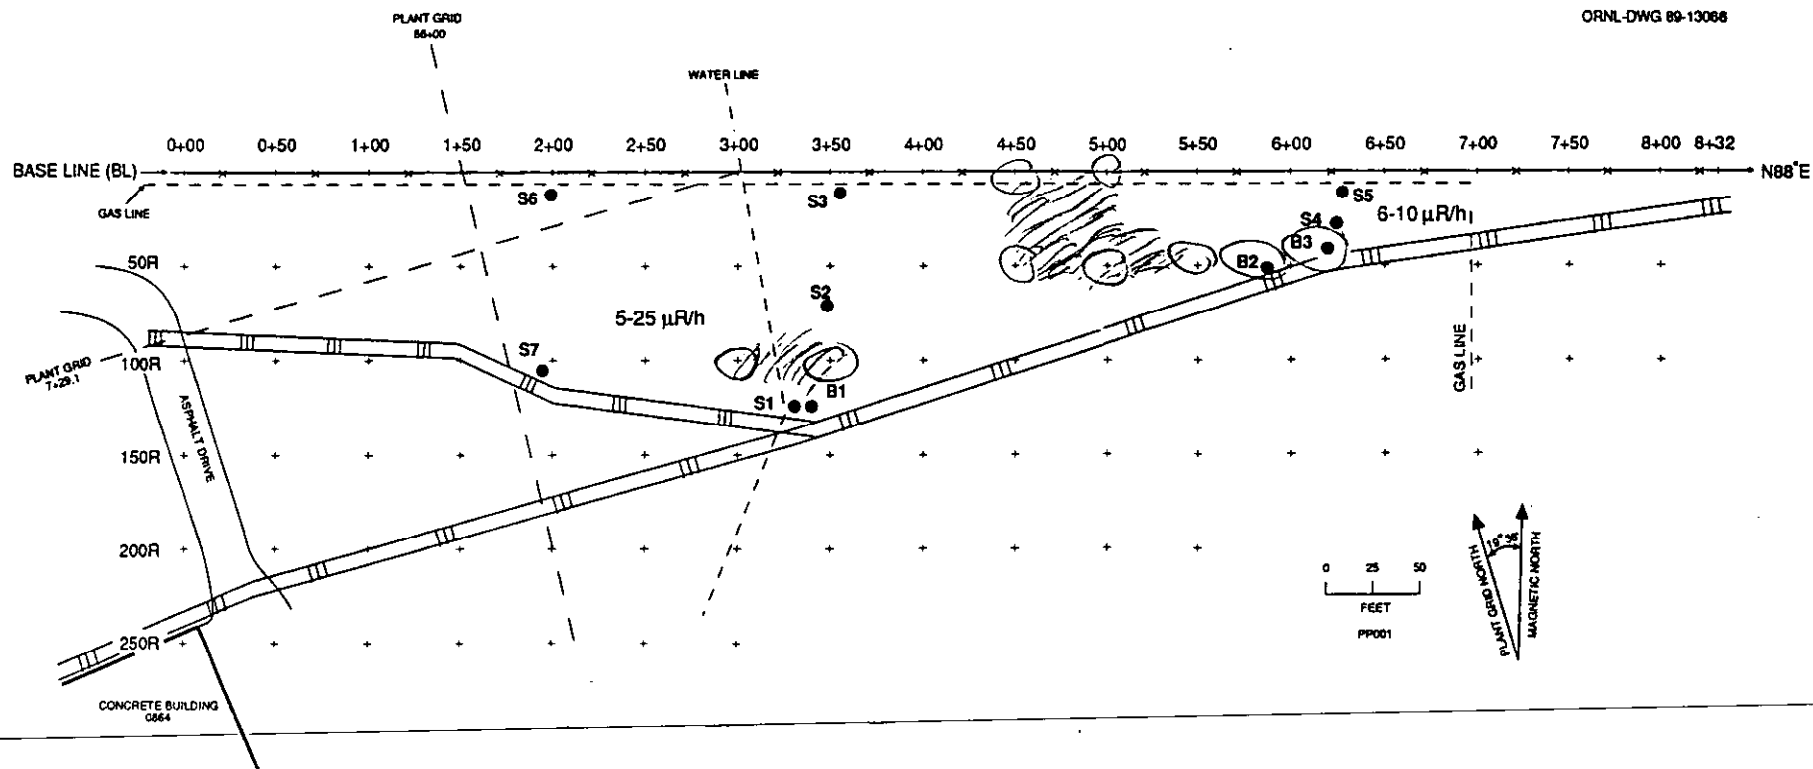 ORNL-DWG 89-13068
PLANT GRID
56+00
WATER LINE
0+00 0+50 1+00 1+50 2+00 2+50 3+00 3+50 4+00 4+50 5+00 5+50 6+00 6+50 7+00 7+50 8+00 8+32
BASE LINE (BL)
N88°E
GAS LINE
S6
S3
S5
6-10 µR/h
S4
B3
50R
B2
S2
5-25 µR/h
S7
100R
PLANT GRID
7+29.1
GAS LINE
B1
S1
ASPHALT DRIVE
150R
200R
250R
0 25 50
FEET
PP001
PLANT GRID NORTH
MAGNETIC NORTH
CONCRETE BUILDING